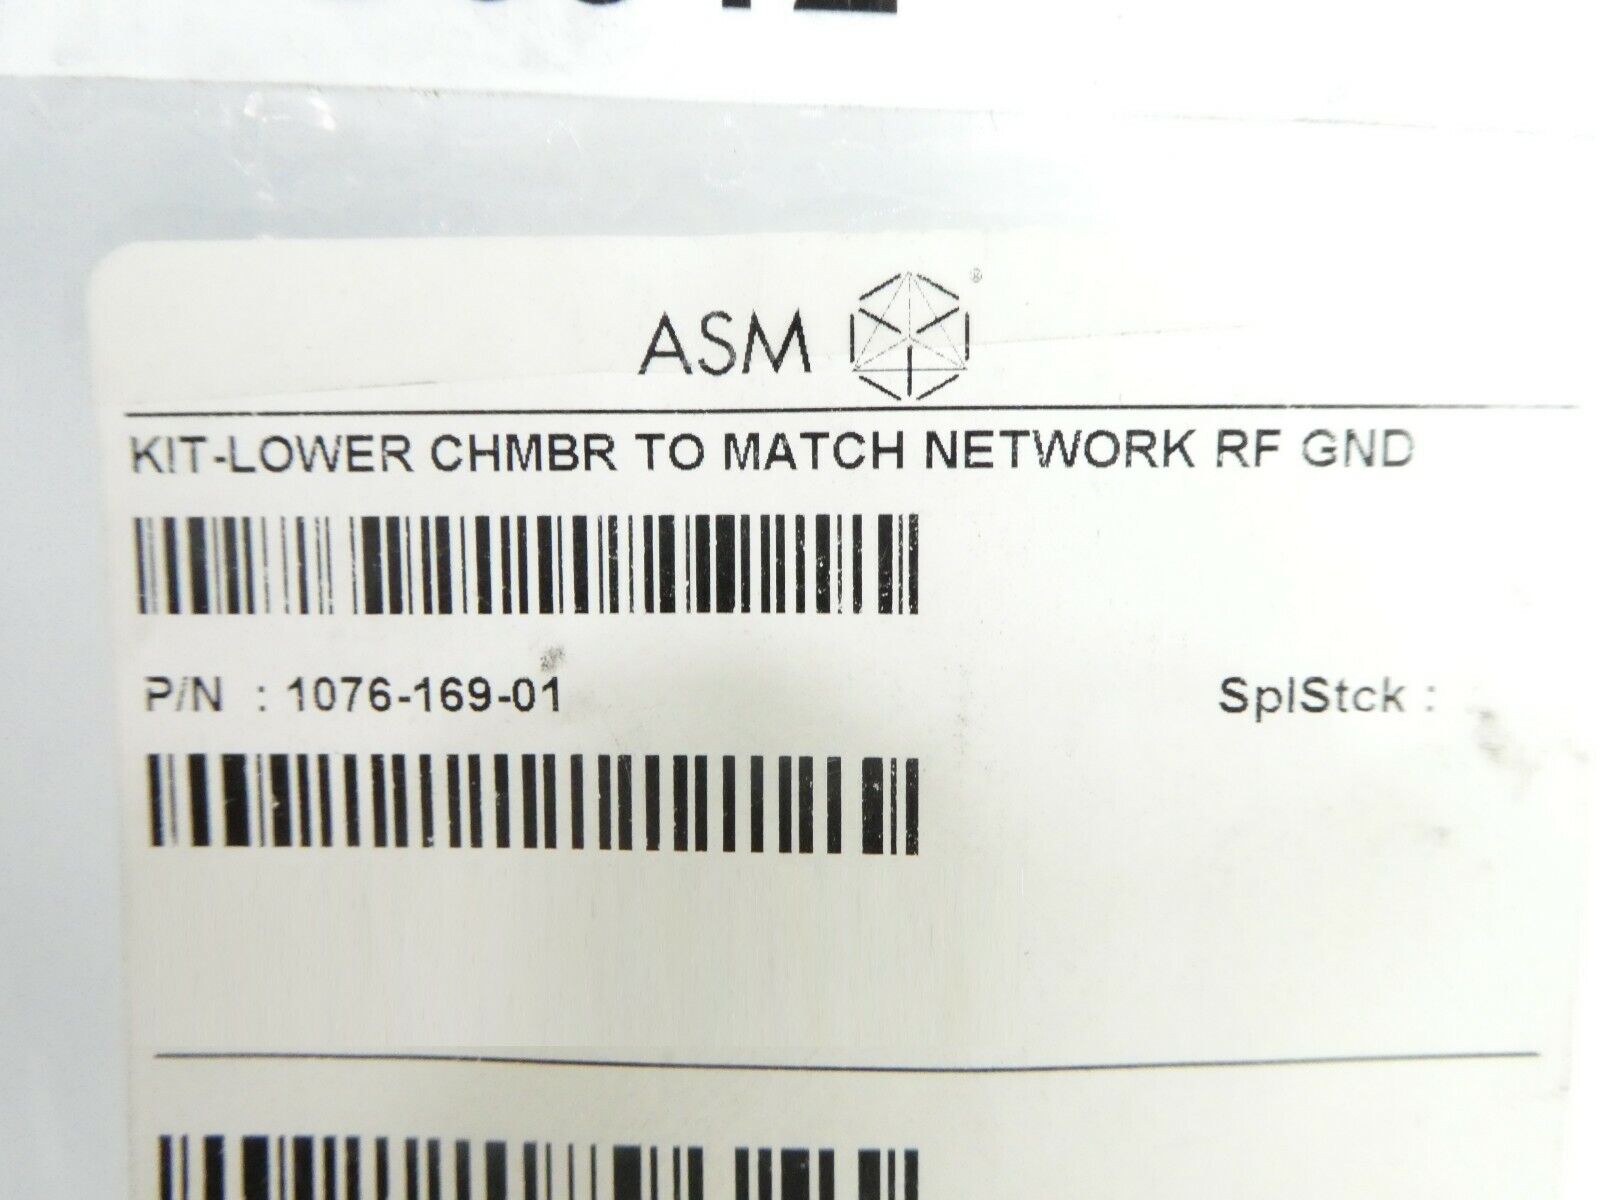 ASM ®
KIT-LOWER CHMBR TO MATCH NETWORK RF GND
P/N : 1076-169-01
SplStck :